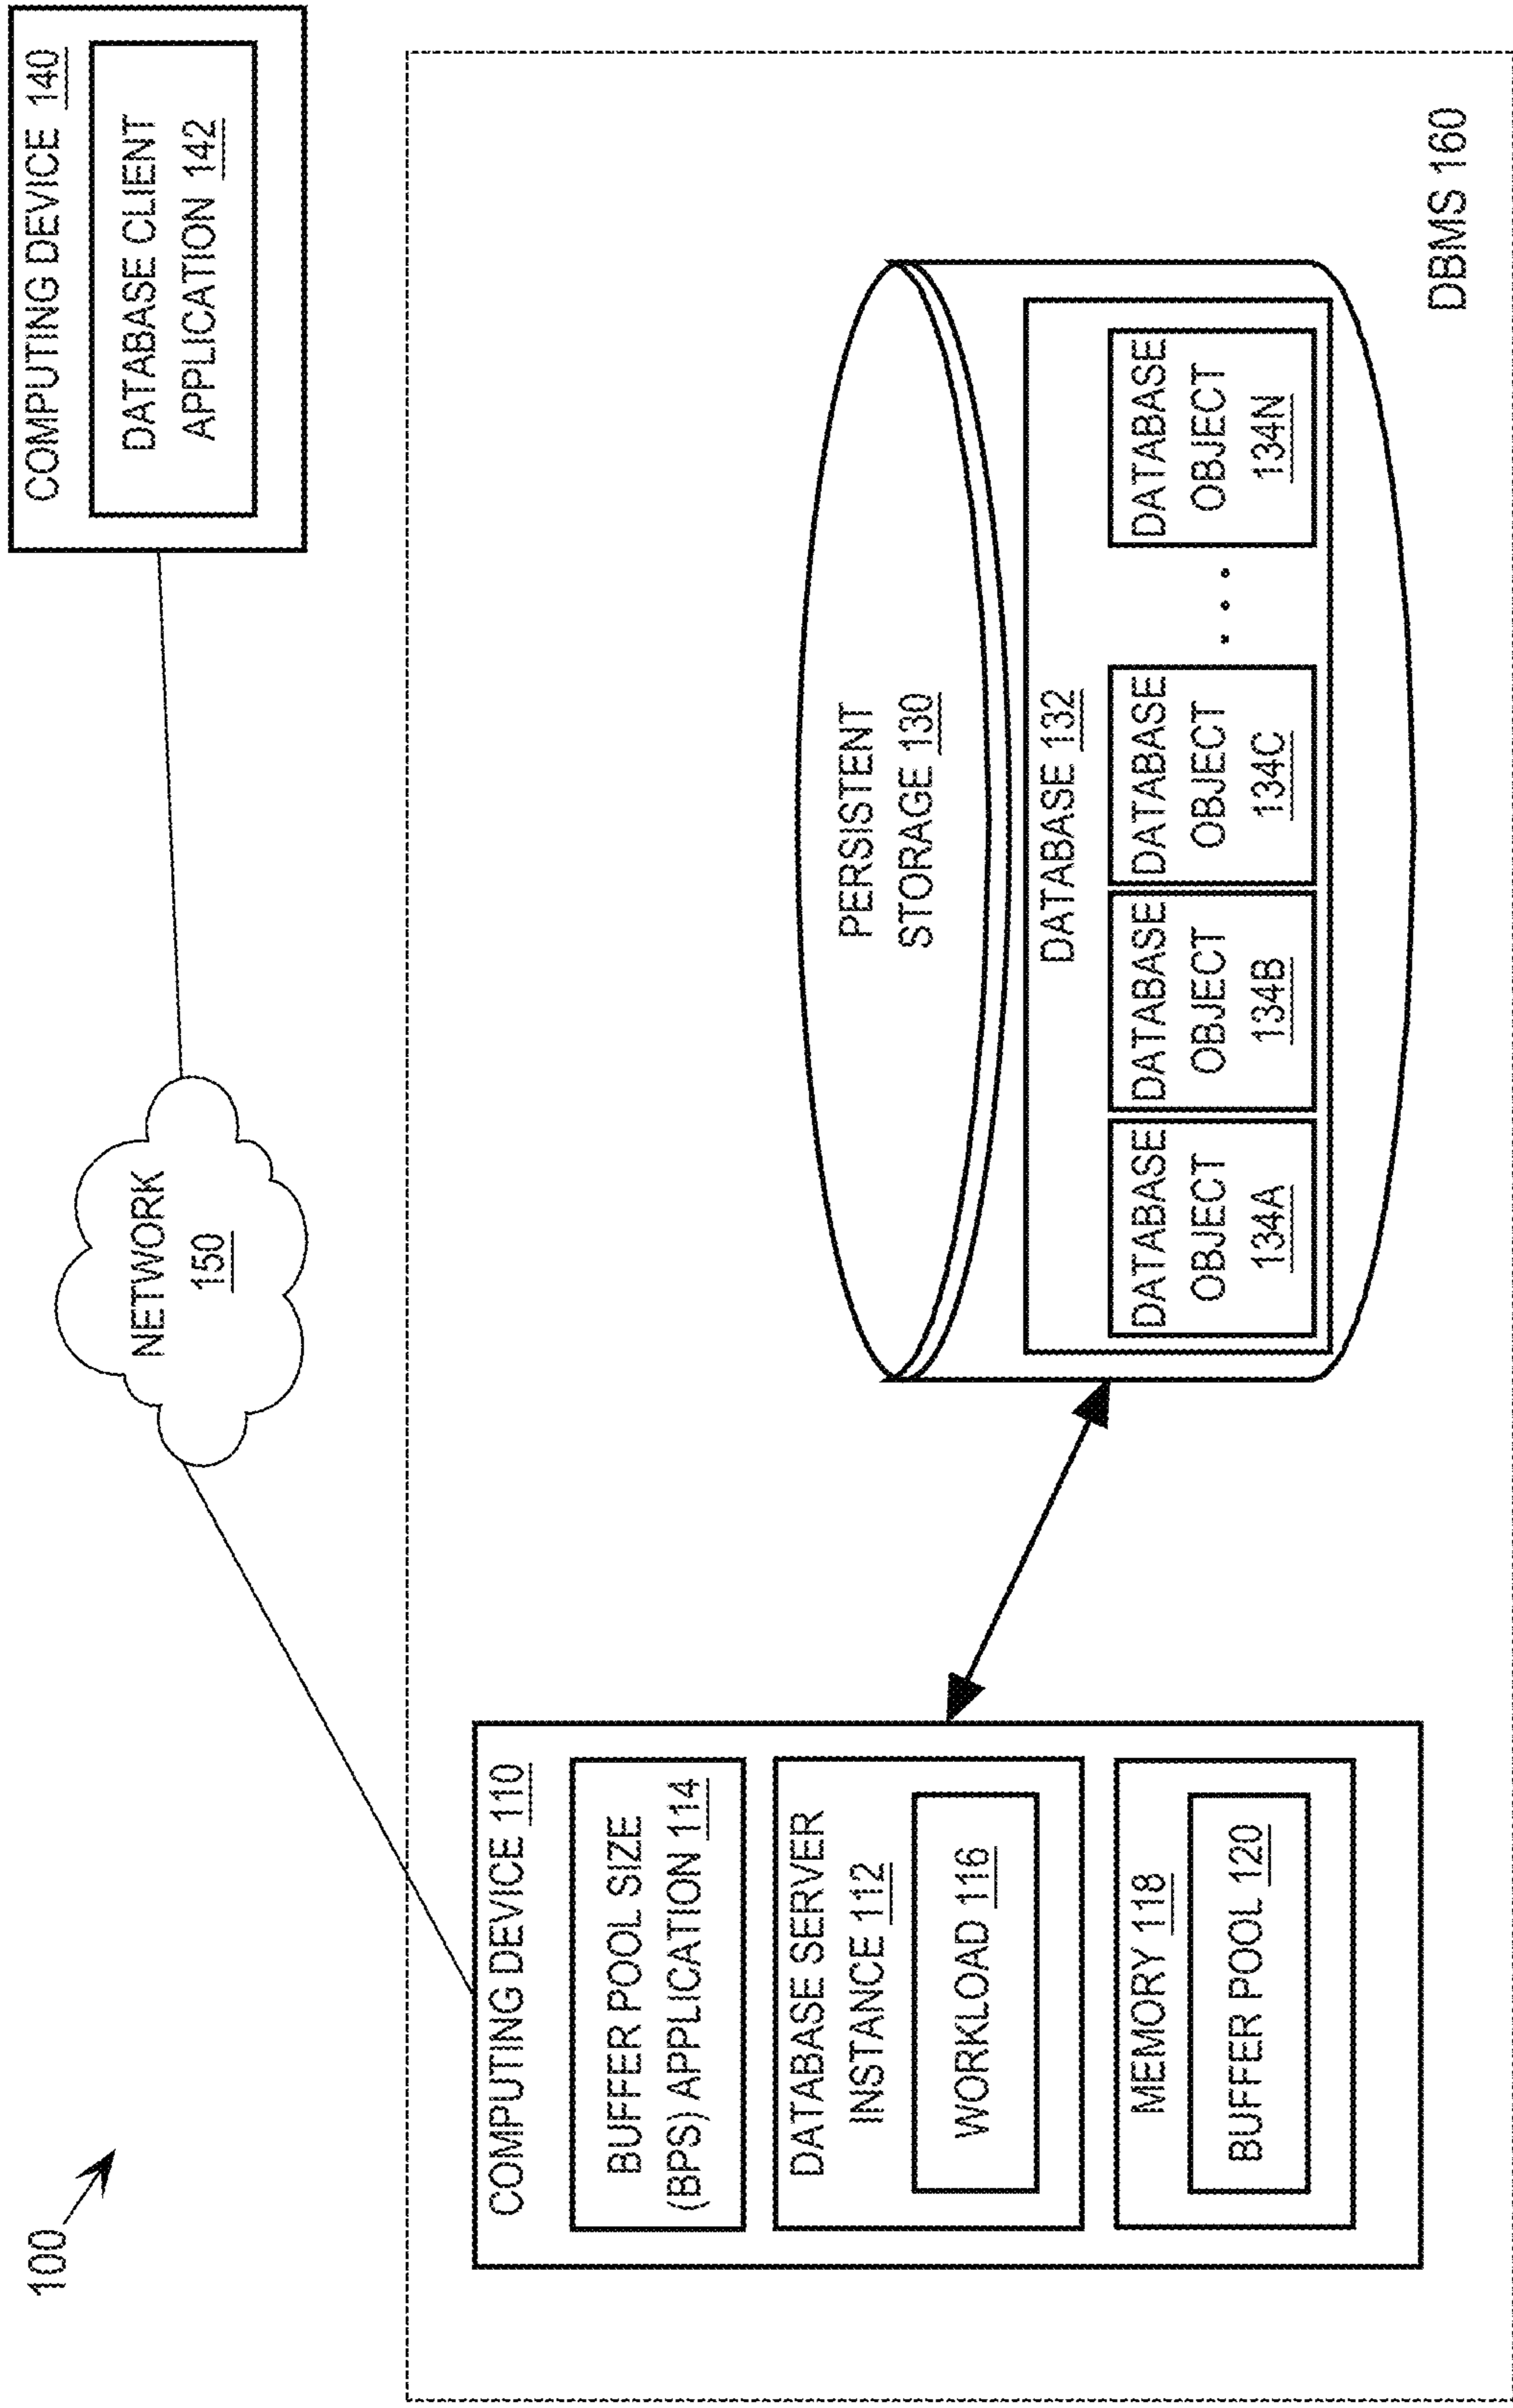 100
COMPUTING DEVICE 140
DATABASE CLIENT
APPLICATION 142
NETWORK
150
COMPUTING DEVICE 110
BUFFER POOL SIZE
(BPS) APPLICATION 114
DATABASE SERVER
INSTANCE 112
WORKLOAD 116
MEMORY 118
BUFFER POOL 120
PERSISTENT
STORAGE 130
DATABASE 132
DATABASE
OBJECT
134A
DATABASE
OBJECT
134B
DATABASE
OBJECT
134C
. . .
DATABASE
OBJECT
134N
DBMS 160